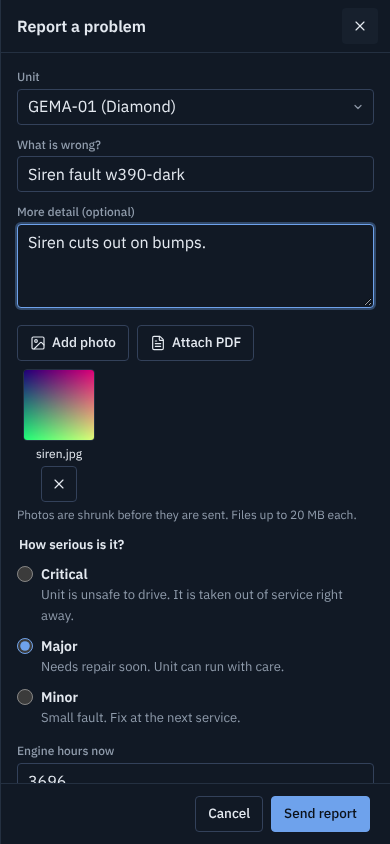 Report a problem
Unit
GEMA-01 (Diamond)
What is wrong?
Siren fault w390-dark
More detail (optional)
Siren cuts out on bumps.
Add photo
Attach PDF
siren.jpg
Photos are shrunk before they are sent. Files up to 20 MB each.
How serious is it?
Critical
Unit is unsafe to drive. It is taken out of service right
away.
Major
Needs repair soon. Unit can run with care.
Minor
Small fault. Fix at the next service.
Engine hours now
3696
Cancel
Send report